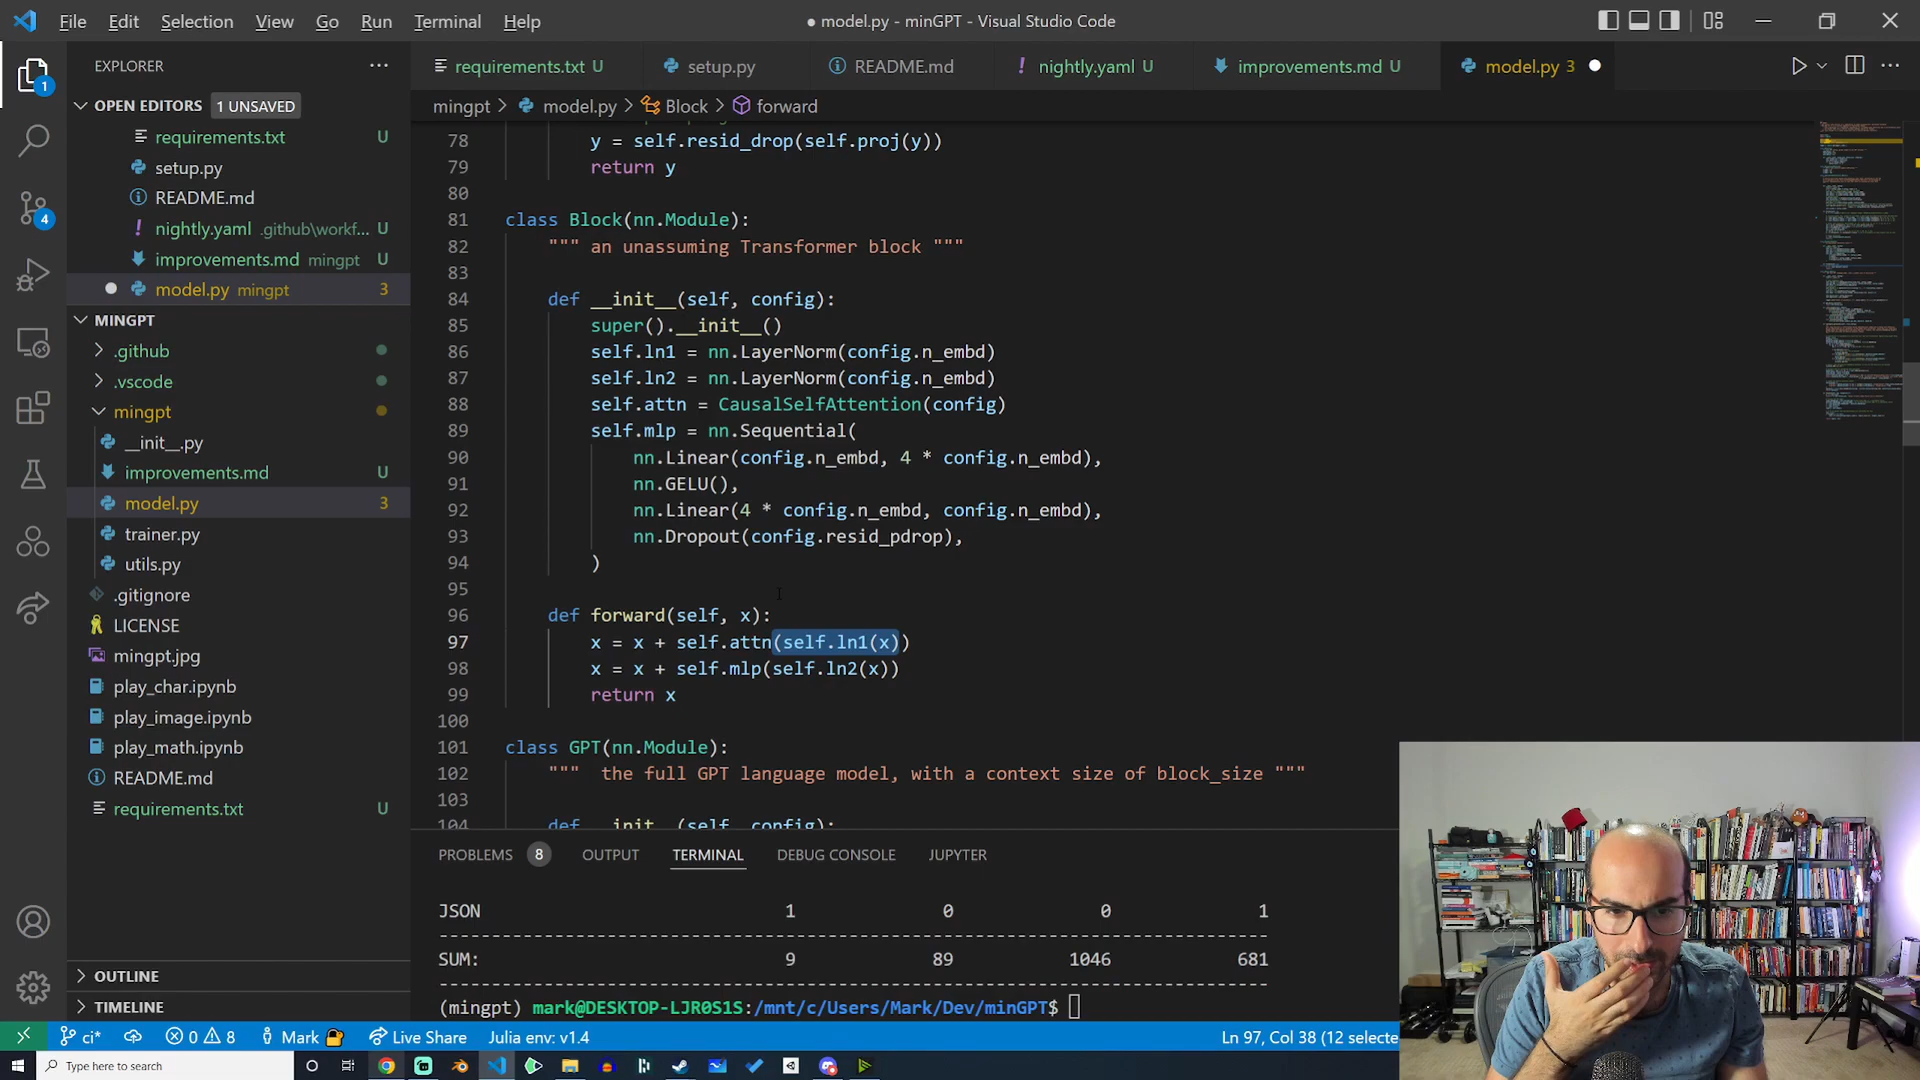 File Edit Selection View Go Run Terminal Help
● model.py - minGPT - Visual Studio Code
EXPLORER
OPEN EDITORS 1 UNSAVED
requirements.txt U
setup.py
README.md
nightly.yaml .github\workf... U
improvements.md mingpt U
model.py mingpt 3
MINGPT
.github
.vscode
mingpt
__init__.py
improvements.md U
model.py 3
trainer.py
utils.py
.gitignore
LICENSE
mingpt.jpg
play_char.ipynb
play_image.ipynb
play_math.ipynb
README.md
requirements.txt U
OUTLINE
TIMELINE
1
4
requirements.txt U setup.py README.md nightly.yaml U improvements.md U model.py 3
mingpt > model.py > Block > forward
78 y = self.resid_drop(self.proj(y))
79 return y
80
81 class Block(nn.Module):
82 """ an unassuming Transformer block """
83
84 def __init__(self, config):
85 super().__init__()
86 self.ln1 = nn.LayerNorm(config.n_embd)
87 self.ln2 = nn.LayerNorm(config.n_embd)
88 self.attn = CausalSelfAttention(config)
89 self.mlp = nn.Sequential(
90 nn.Linear(config.n_embd, 4 * config.n_embd),
91 nn.GELU(),
92 nn.Linear(4 * config.n_embd, config.n_embd),
93 nn.Dropout(config.resid_pdrop),
94 )
95
96 def forward(self, x):
97 x = x + self.attn(self.ln1(x))
98 x = x + self.mlp(self.ln2(x))
99 return x
100
101 class GPT(nn.Module):
102 """ the full GPT language model, with a context size of block_size """
103
104 def __init__(self, config):
PROBLEMS 8 OUTPUT TERMINAL DEBUG CONSOLE JUPYTER
JSON 1 0 0 1
SUM: 9 89 1046 681
(mingpt) mark@DESKTOP-LJR0S1S:/mnt/c/Users/Mark/Dev/minGPT$
ci* 0 8 Mark Live Share Julia env: v1.4 Ln 97, Col 38 (12 selecte
Type here to search